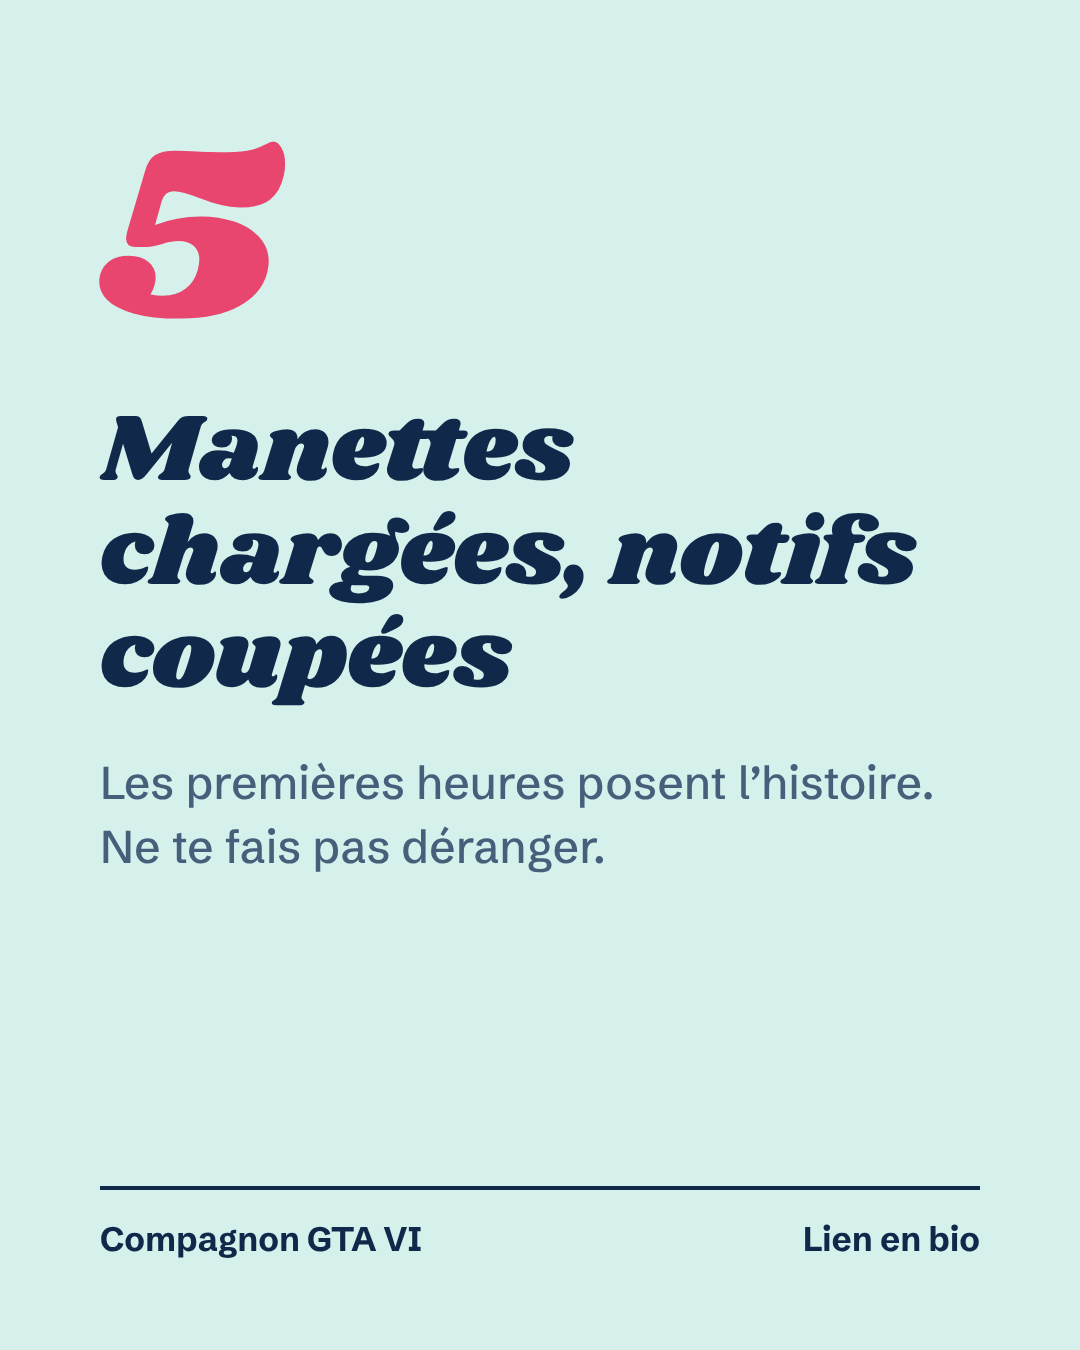 5
Manettes
chargées, notifs
coupées
Les premières heures posent l’histoire.
Ne te fais pas déranger.
Compagnon GTA VI
Lien en bio